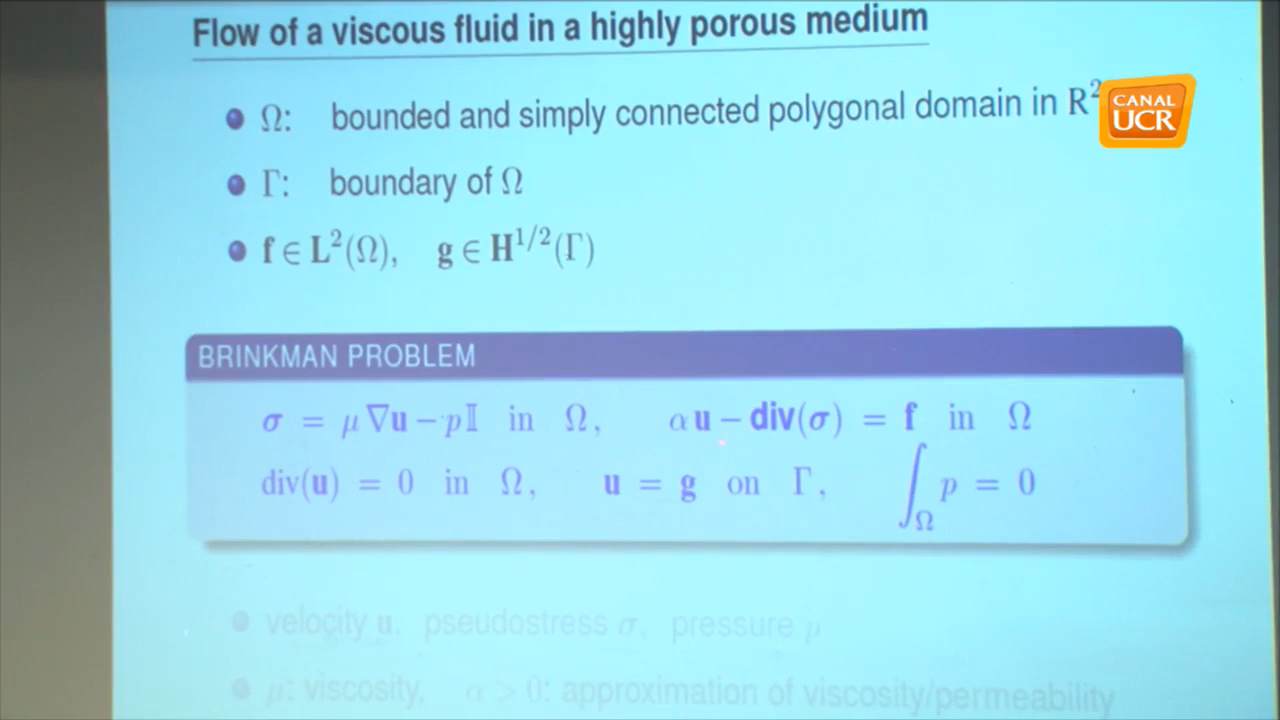 Flow of a viscous fluid in a highly porous medium
Ω: bounded and simply connected polygonal domain in R²
CANAL
UCR
Γ: boundary of Ω
f ∈ L²(Ω), g ∈ H^{1/2}(Γ)
BRINKMAN PROBLEM
σ = μ∇u − p𝕀 in Ω, αu − div(σ) = f in Ω
div(u) = 0 in Ω, u = g on Γ, ∫_Ω p = 0
velocity u, pseudostress σ, pressure p
μ: viscosity, α > 0: approximation of viscosity/permeability